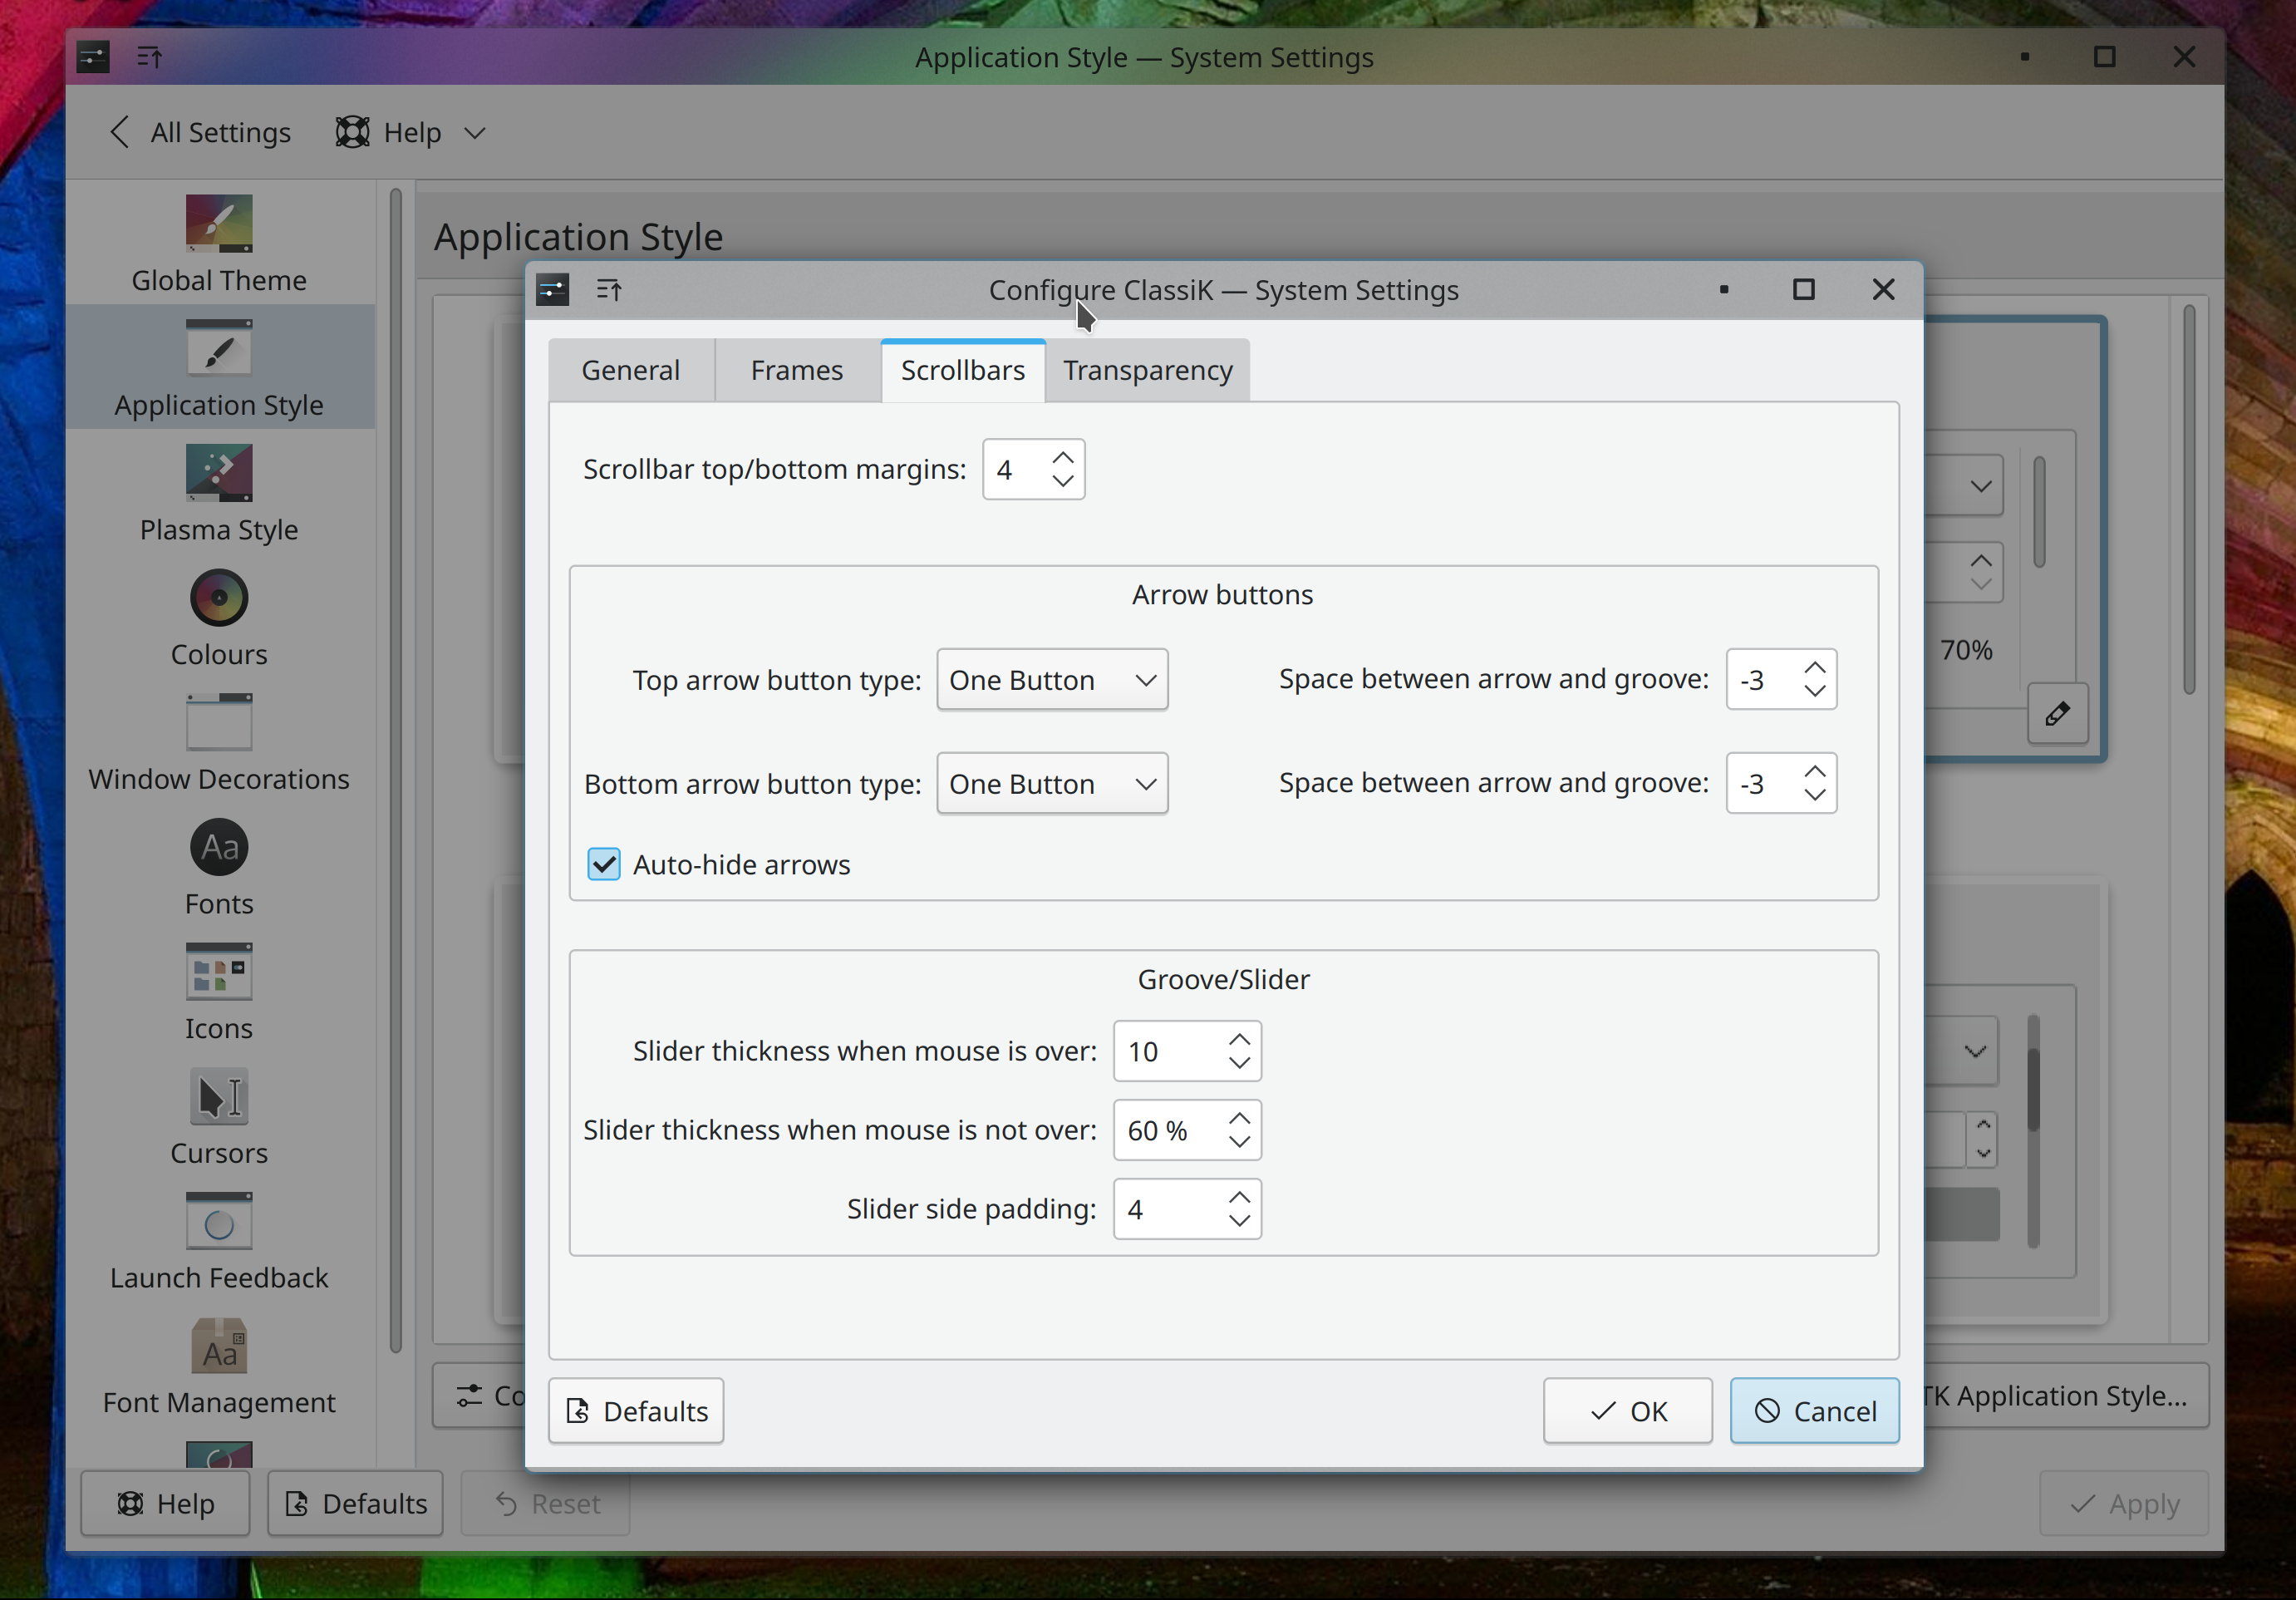 Application Style — System Settings
All Settings
Help
Application Style
Global Theme
Application Style
Plasma Style
Colours
Window Decorations
Fonts
Icons
Cursors
Launch Feedback
Font Management
Configure ClassiK — System Settings
General
Frames
Scrollbars
Transparency
Scrollbar top/bottom margins: 4
Arrow buttons
Top arrow button type: One Button Space between arrow and groove: -3
Bottom arrow button type: One Button Space between arrow and groove: -3
Auto-hide arrows
Groove/Slider
Slider thickness when mouse is over: 10
Slider thickness when mouse is not over: 60 %
Slider side padding: 4
Defaults
OK
Cancel
70%
Co
TK Application Style...
Help
Defaults
Reset
Apply